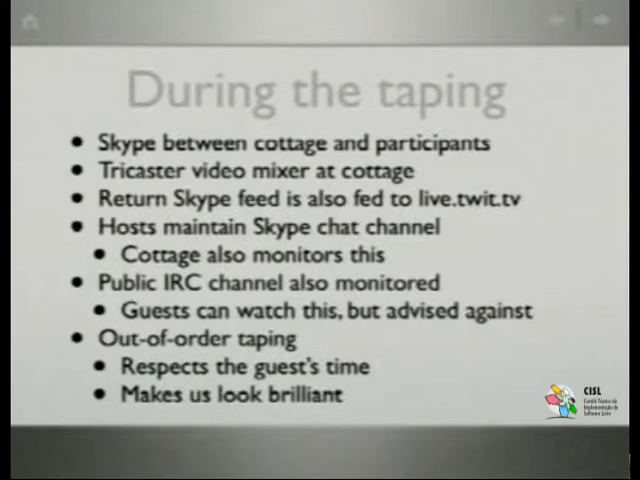 During the taping
• Skype between cottage and participants
• Tricaster video mixer at cottage
• Return Skype feed is also fed to live.twit.tv
• Hosts maintain Skype chat channel
• Cottage also monitors this
• Public IRC channel also monitored
• Guests can watch this, but advised against
• Out-of-order taping
• Respects the guest's time
• Makes us look brilliant
CISL
Comitê Técnico de
Implementação de
Software Livre